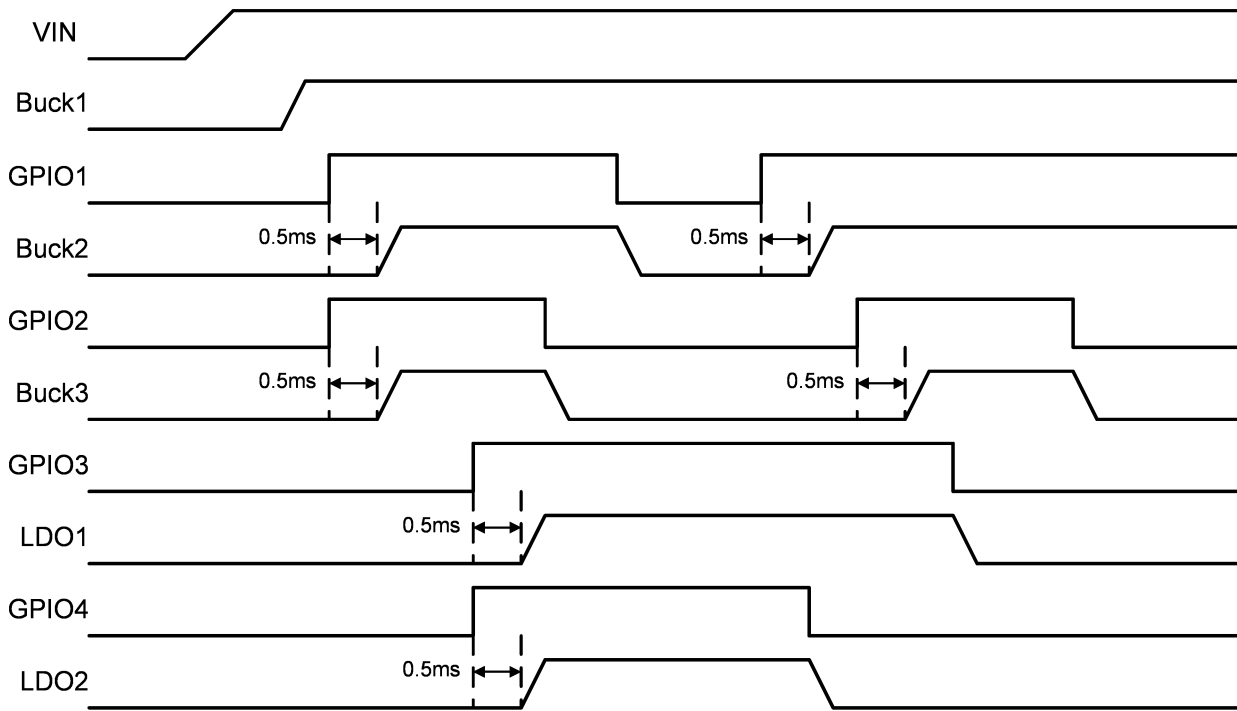 VIN
Buck1
GPIO1
0.5ms 0.5ms
Buck2
GPIO2
0.5ms 0.5ms
Buck3
GPIO3
0.5ms
LDO1
GPIO4
0.5ms
LDO2